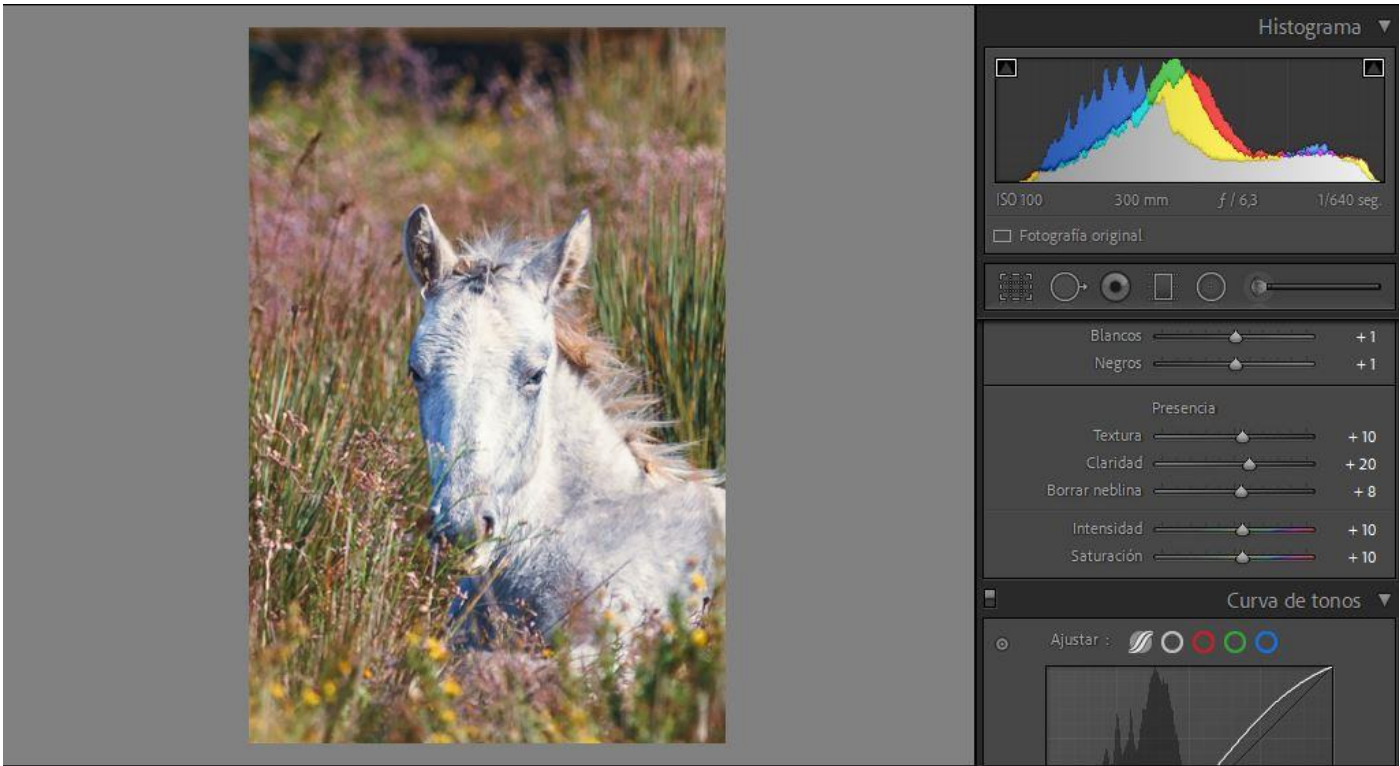 Histograma
ISO 100 300 mm ƒ / 6,3 1/640 seg.
Fotografía original
Blancos + 1
Negros + 1
Presencia
Textura + 10
Claridad + 20
Borrar neblina + 8
Intensidad + 10
Saturación + 10
Curva de tonos
Ajustar :